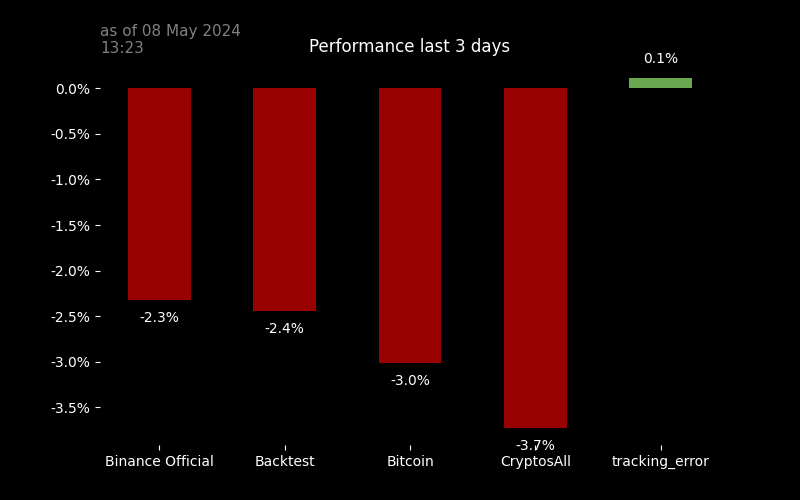 as of 08 May 2024
13:23
Performance last 3 days
0.1%
0.0%
-0.5%
-1.0%
-1.5%
-2.0%
-2.5%
-3.0%
-3.5%
-2.3%
-2.4%
-3.0%
-3.7%
Binance Official
Backtest
Bitcoin
CryptosAll
tracking_error